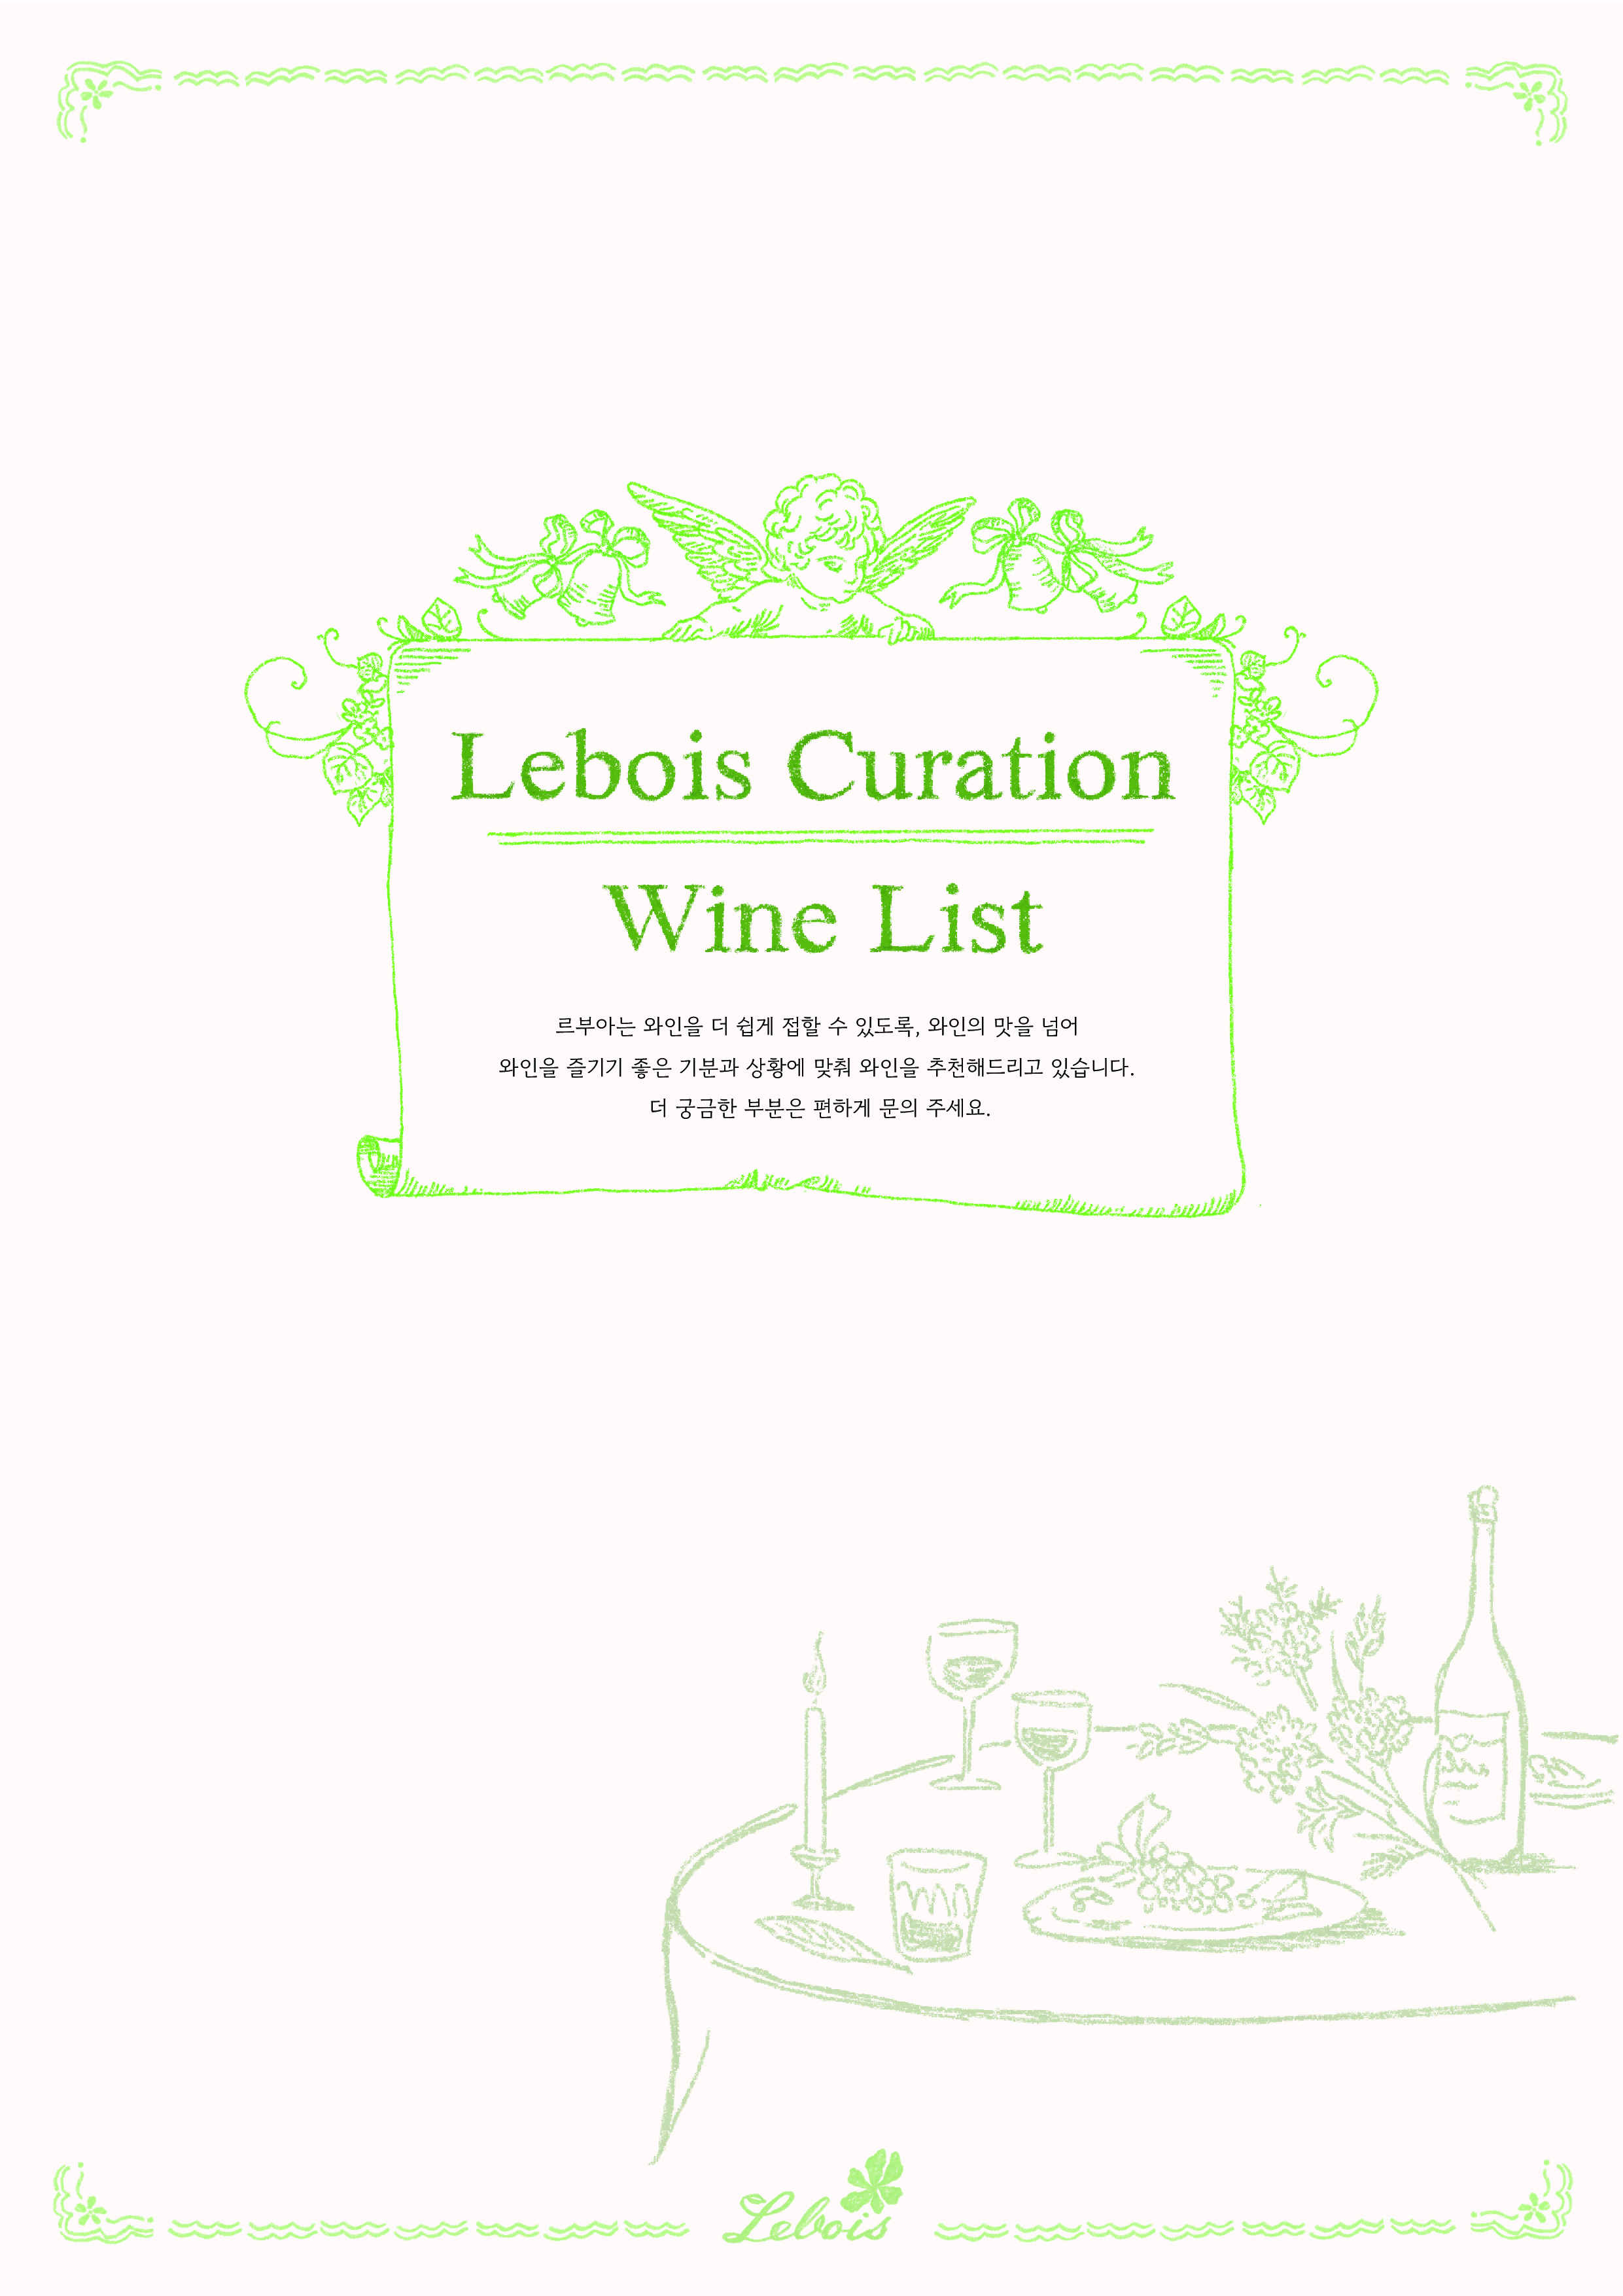 Lebois Curation
Wine List
르부아는 와인을 더 쉽게 접할 수 있도록, 와인의 맛을 넘어
와인을 즐기기 좋은 기분과 상황에 맞춰 와인을 추천해드리고 있습니다.
더 궁금한 부분은 편하게 문의 주세요.
Lebois